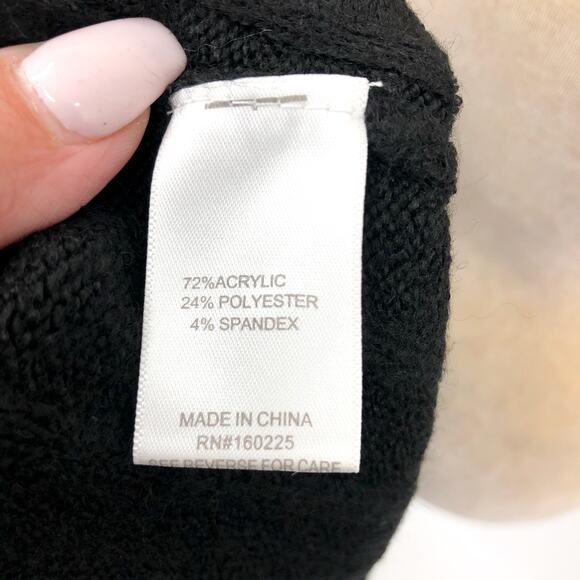 72%ACRYLIC
24% POLYESTER
4% SPANDEX
MADE IN CHINA
RN#160225
SEE REVERSE FOR CARE